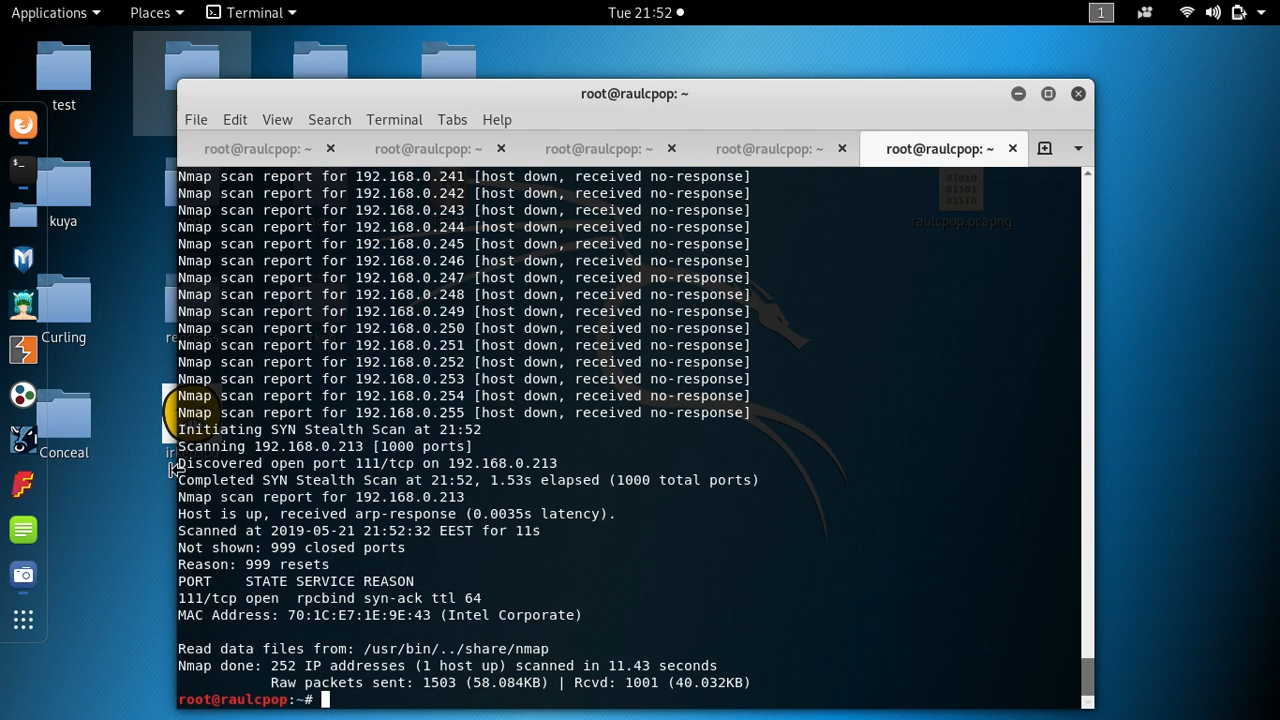 Applications Places Terminal Tue 21:52 1
test
kuya
Curling
Conceal
raulcpop.pcapng
root@raulcpop: ~
File Edit View Search Terminal Tabs Help
root@raulcpop: ~ root@raulcpop: ~ root@raulcpop: ~ root@raulcpop: ~ root@raulcpop: ~
Nmap scan report for 192.168.0.241 [host down, received no-response]
Nmap scan report for 192.168.0.242 [host down, received no-response]
Nmap scan report for 192.168.0.243 [host down, received no-response]
Nmap scan report for 192.168.0.244 [host down, received no-response]
Nmap scan report for 192.168.0.245 [host down, received no-response]
Nmap scan report for 192.168.0.246 [host down, received no-response]
Nmap scan report for 192.168.0.247 [host down, received no-response]
Nmap scan report for 192.168.0.248 [host down, received no-response]
Nmap scan report for 192.168.0.249 [host down, received no-response]
Nmap scan report for 192.168.0.250 [host down, received no-response]
Nmap scan report for 192.168.0.251 [host down, received no-response]
Nmap scan report for 192.168.0.252 [host down, received no-response]
Nmap scan report for 192.168.0.253 [host down, received no-response]
Nmap scan report for 192.168.0.254 [host down, received no-response]
Nmap scan report for 192.168.0.255 [host down, received no-response]
Initiating SYN Stealth Scan at 21:52
Scanning 192.168.0.213 [1000 ports]
Discovered open port 111/tcp on 192.168.0.213
Completed SYN Stealth Scan at 21:52, 1.53s elapsed (1000 total ports)
Nmap scan report for 192.168.0.213
Host is up, received arp-response (0.0035s latency).
Scanned at 2019-05-21 21:52:32 EEST for 11s
Not shown: 999 closed ports
Reason: 999 resets
PORT STATE SERVICE REASON
111/tcp open rpcbind syn-ack ttl 64
MAC Address: 70:1C:E7:1E:9E:43 (Intel Corporate)
Read data files from: /usr/bin/../share/nmap
Nmap done: 252 IP addresses (1 host up) scanned in 11.43 seconds
Raw packets sent: 1503 (58.084KB) | Rcvd: 1001 (40.032KB)
root@raulcpop:~#